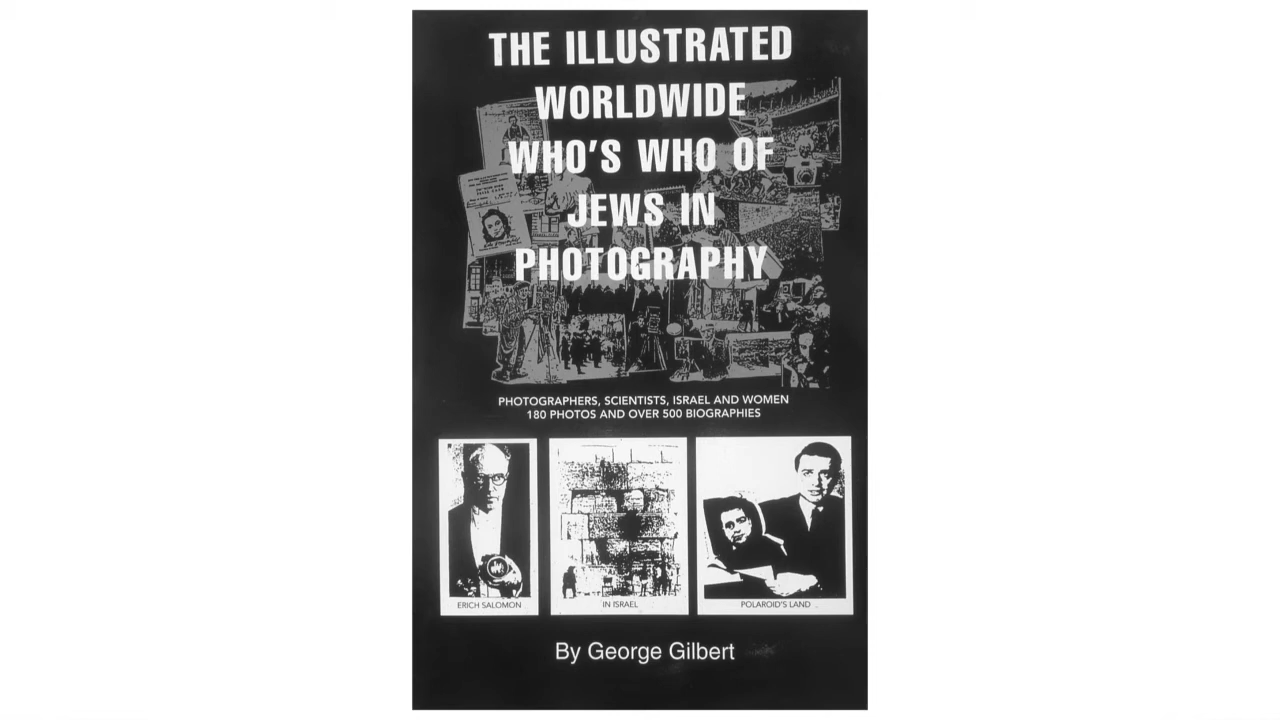 THE ILLUSTRATED
WORLDWIDE
WHO'S WHO OF
JEWS IN
PHOTOGRAPHY
PHOTOGRAPHERS, SCIENTISTS, ISRAEL AND WOMEN
180 PHOTOS AND OVER 500 BIOGRAPHIES
ERICH SALOMON
IN ISRAEL
POLAROID'S LAND
By George Gilbert